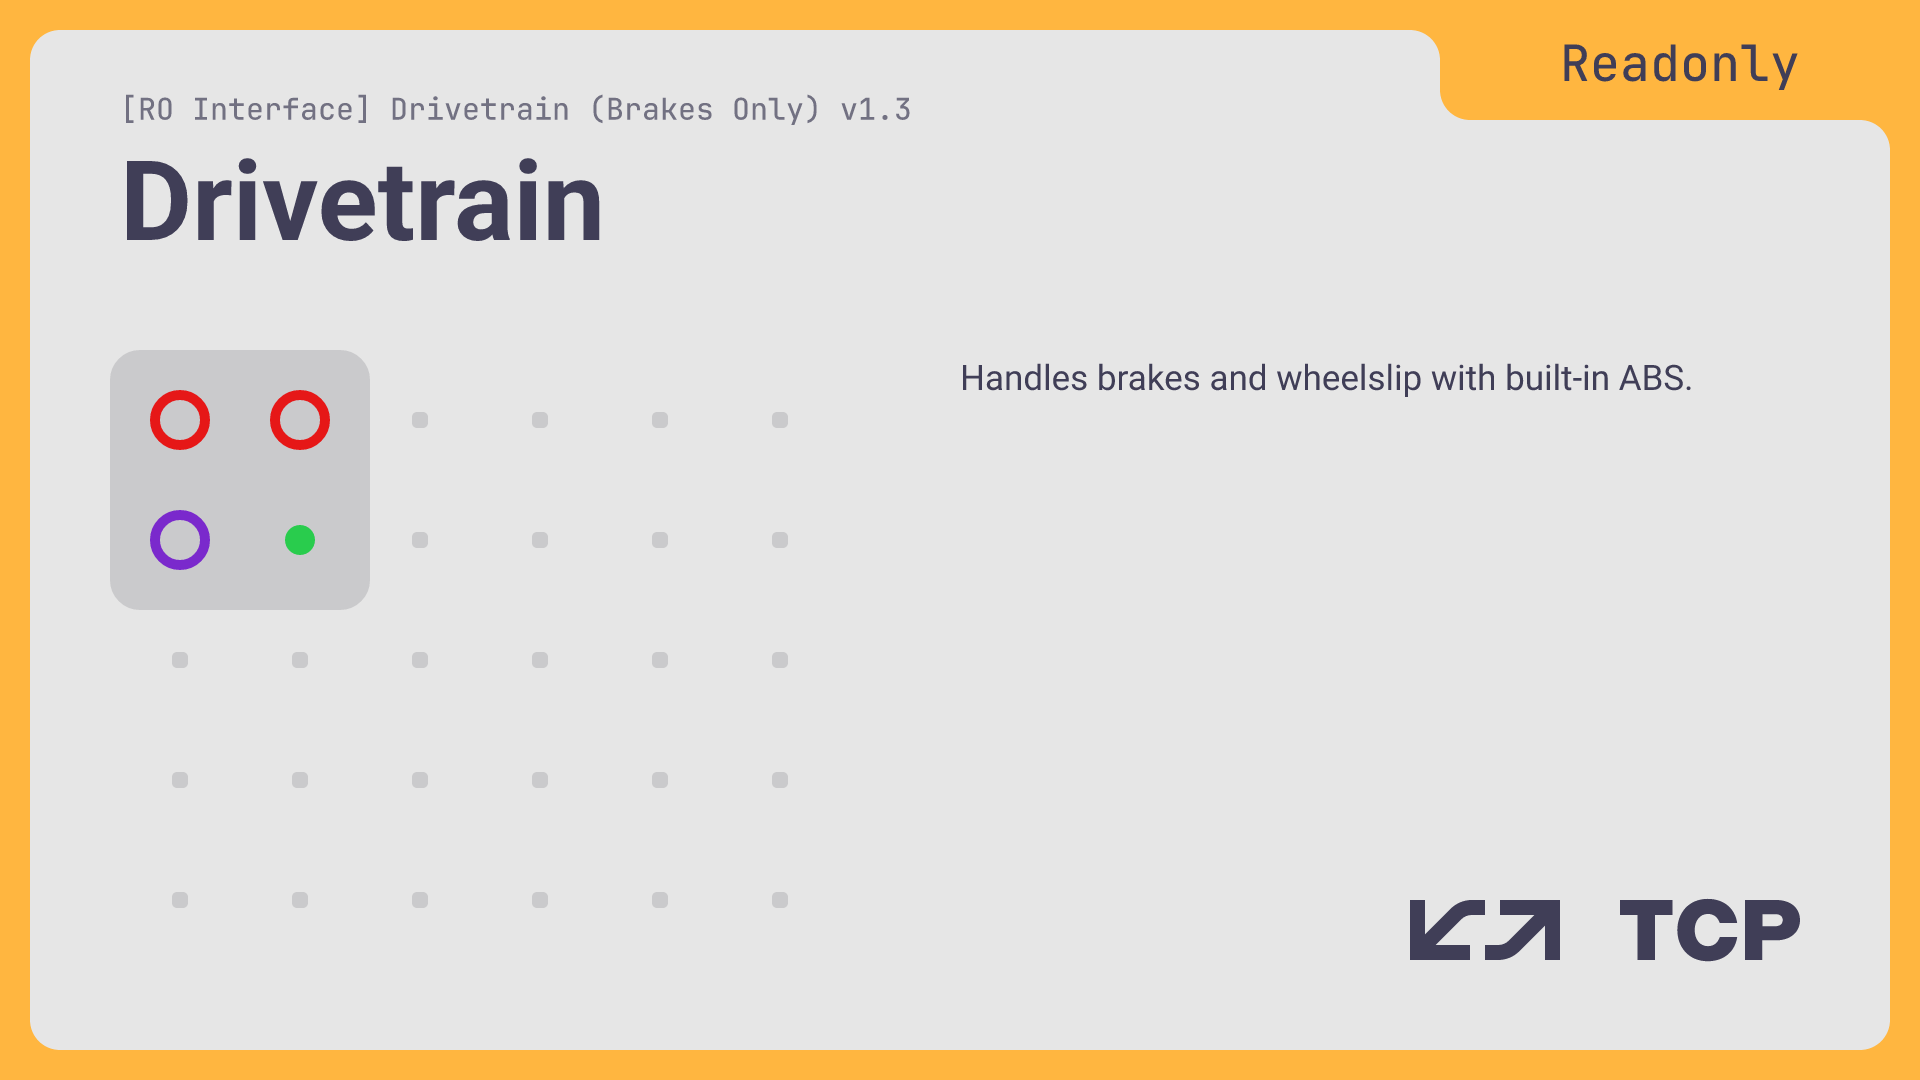 Readonly
[RO Interface] Drivetrain (Brakes Only) v1.3
Drivetrain
Handles brakes and wheelslip with built-in ABS.
TCP